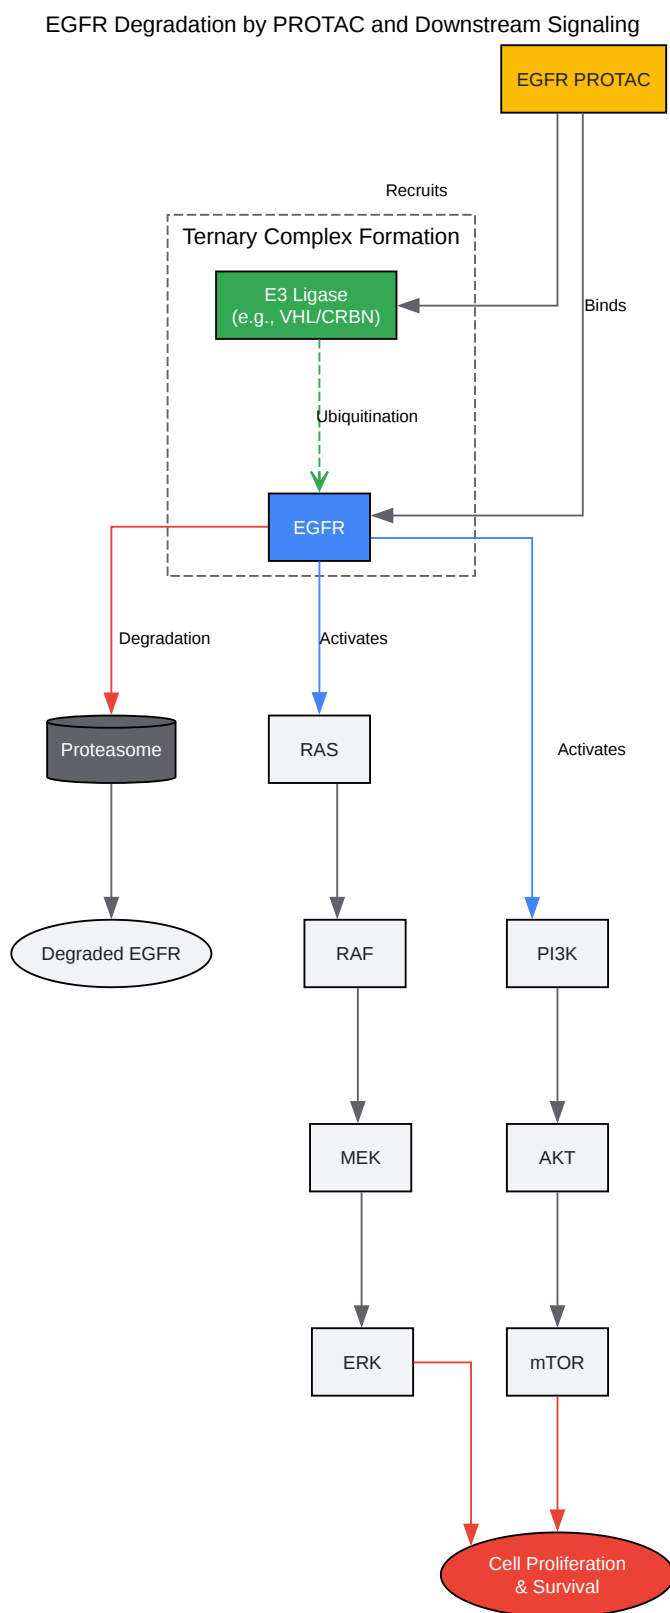 EGFR Degradation by PROTAC and Downstream Signaling
EGFR PROTAC
Recruits
Ternary Complex Formation
E3 Ligase
(e.g., VHL/CRBN)
Binds
Ubiquitination
EGFR
Degradation
Activates
Proteasome
RAS
Activates
Degraded EGFR
RAF
PI3K
MEK
AKT
ERK
mTOR
Cell Proliferation
& Survival